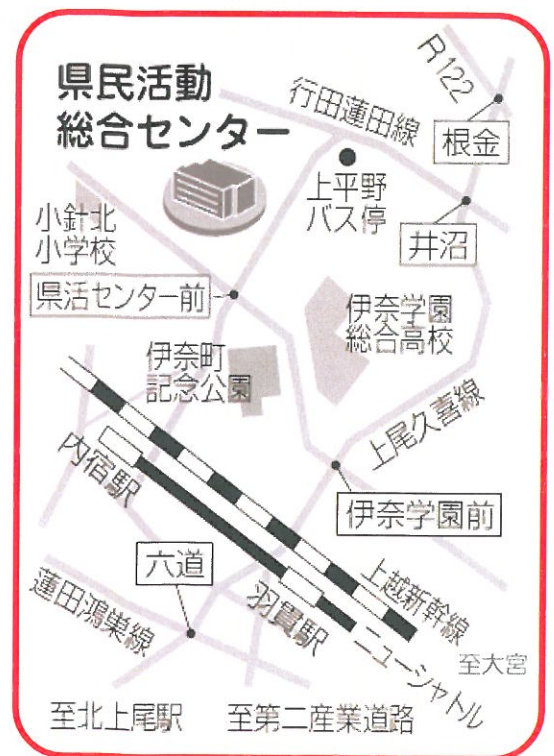 県民活動
総合センター
R122
行田蓮田線
根金
上平野
バス停
井沼
小針北
小学校
県活センター前
伊奈学園
総合高校
伊奈町
記念公園
上尾久喜線
内宿駅
伊奈学園前
六道
羽貫駅
上越新幹線
蓮田鴻巣線
ニューシャトル
至大宮
至北上尾駅
至第二産業道路